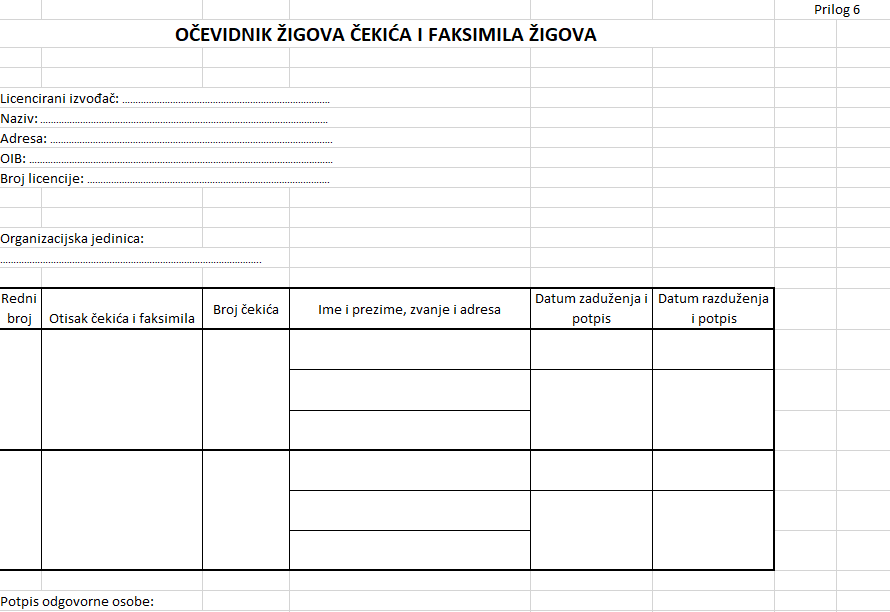 Prilog 6
OČEVIDNIK ŽIGOVA ČEKIĆA I FAKSIMILA ŽIGOVA
Licencirani izvođač: ................................................................................
Naziv: ................................................................................
Adresa: ................................................................................
OIB: ................................................................................
Broj licencije: ................................................................................
Organizacijska jedinica:
................................................................................
Redni broj
Otisak čekića i faksimila
Broj čekića
Ime i prezime, zvanje i adresa
Datum zaduženja i potpis
Datum razduženja i potpis
Potpis odgovorne osobe: